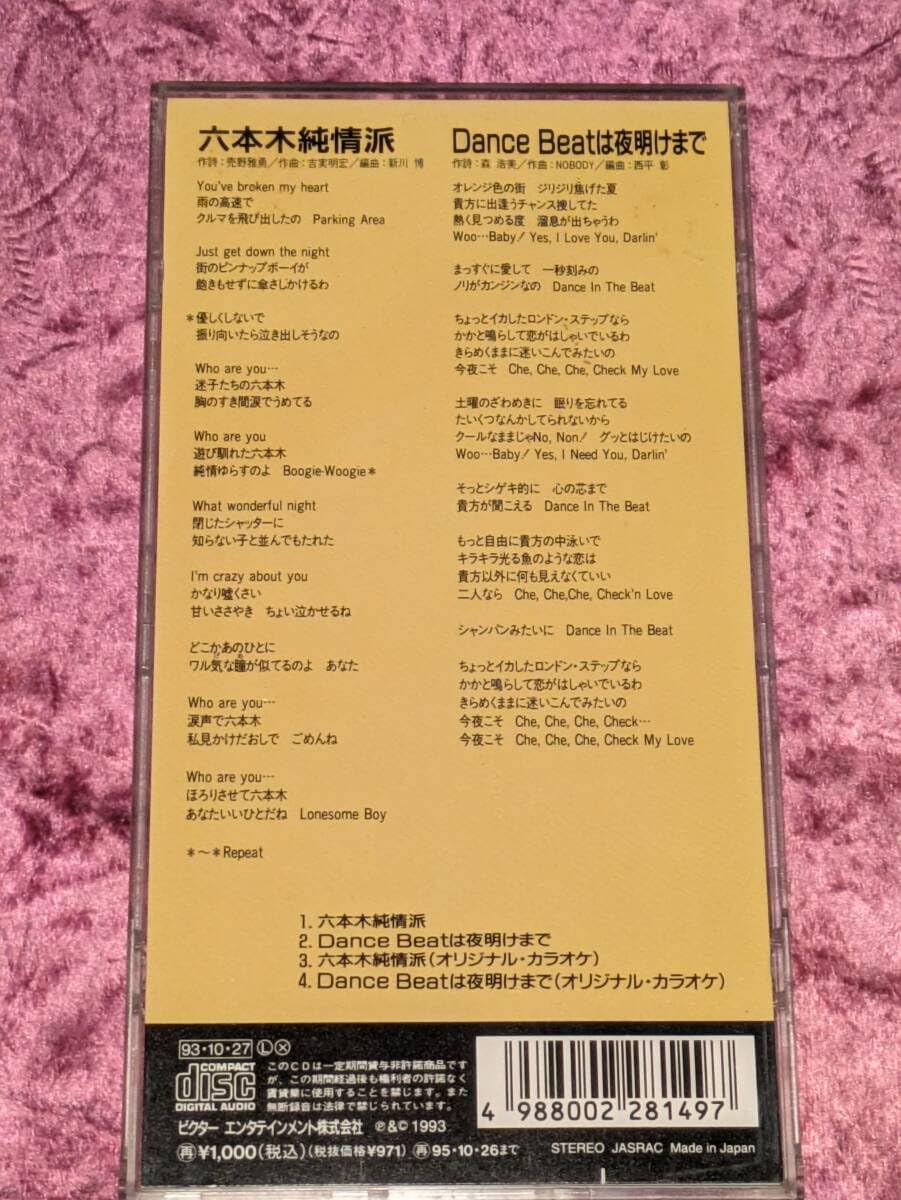 六本木純情派
作詩：売野雅勇／作曲：吉実明宏／編曲：新川 博
You've broken my heart
雨の高速で
クルマを飛び出したの Parking Area
Just get down the night
街のピンナップボーイが
飽きもせずに傘さしかけるわ
＊優しくしないで
振り向いたら泣き出しそうなの
Who are you…
迷子たちの六本木
胸のすき間涙でうめてる
Who are you
遊び馴れた六本木
純情ゆらすのよ Boogie-Woogie＊
What wonderful night
閉じたシャッターに
知らない子と並んでもたれた
I'm crazy about you
かなり嘘くさい
甘いささやき ちょい泣かせるね
どこかあのひとに
ワル気な瞳が似てるのよ あなた
Who are you…
涙声で六本木
私見かけだおしで ごめんね
Who are you…
ほろりさせて六本木
あなたいいひとだね Lonesome Boy
＊～＊Repeat
Dance Beatは夜明けまで
作詩：森 浩美／作曲：NOBODY／編曲：西平 彰
オレンジ色の街 ジリジリ焦げた夏
貴方に出逢うチャンス捜してた
熱く見つめる度 溜息が出ちゃうわ
Woo…Baby! Yes, I Love You, Darlin'
まっすぐに愛して 一秒刻みの
ノリがカンジンなの Dance In The Beat
ちょっとイカしたロンドン・ステップなら
かかと鳴らして恋がはしゃいでいるわ
きらめくままに迷いこんでみたいの
今夜こそ Che, Che, Che, Check My Love
土曜のざわめきに 眠りを忘れてる
たいくつなんかしてられないから
クールなままじゃNo, Non! グッとはじけたいの
Woo…Baby! Yes, I Need You, Darlin'
そっとシゲキ的に 心の芯まで
貴方が聞こえる Dance In The Beat
もっと自由に貴方の中泳いで
キラキラ光る魚のような恋は
貴方以外に何も見えなくていい
二人なら Che, Che,Che, Check'n Love
シャンパンみたいに Dance In The Beat
ちょっとイカしたロンドン・ステップなら
かかと鳴らして恋がはしゃいでいるわ
きらめくままに迷いこんでみたいの
今夜こそ Che, Che, Che, Check…
今夜こそ Che, Che, Che, Check My Love
1. 六本木純情派
2. Dance Beatは夜明けまで
3. 六本木純情派（オリジナル・カラオケ）
4. Dance Beatは夜明けまで（オリジナル・カラオケ）
93・10・27 Ⓛ ⓧ
COMPACT disc DIGITAL AUDIO
このCDは一定期間貸与非許諾商品です
が、この期間経過後も権利者の許諾なく
賃貸業に使用することを禁じます。また
無断録音は法律で禁じられています。
ビクター エンタテインメント株式会社 ℗&© 1993
㊢¥1,000（税込）（税抜価格¥971） ㊢95・10・26まで
4 988002 281497
STEREO JASRAC Made in Japan